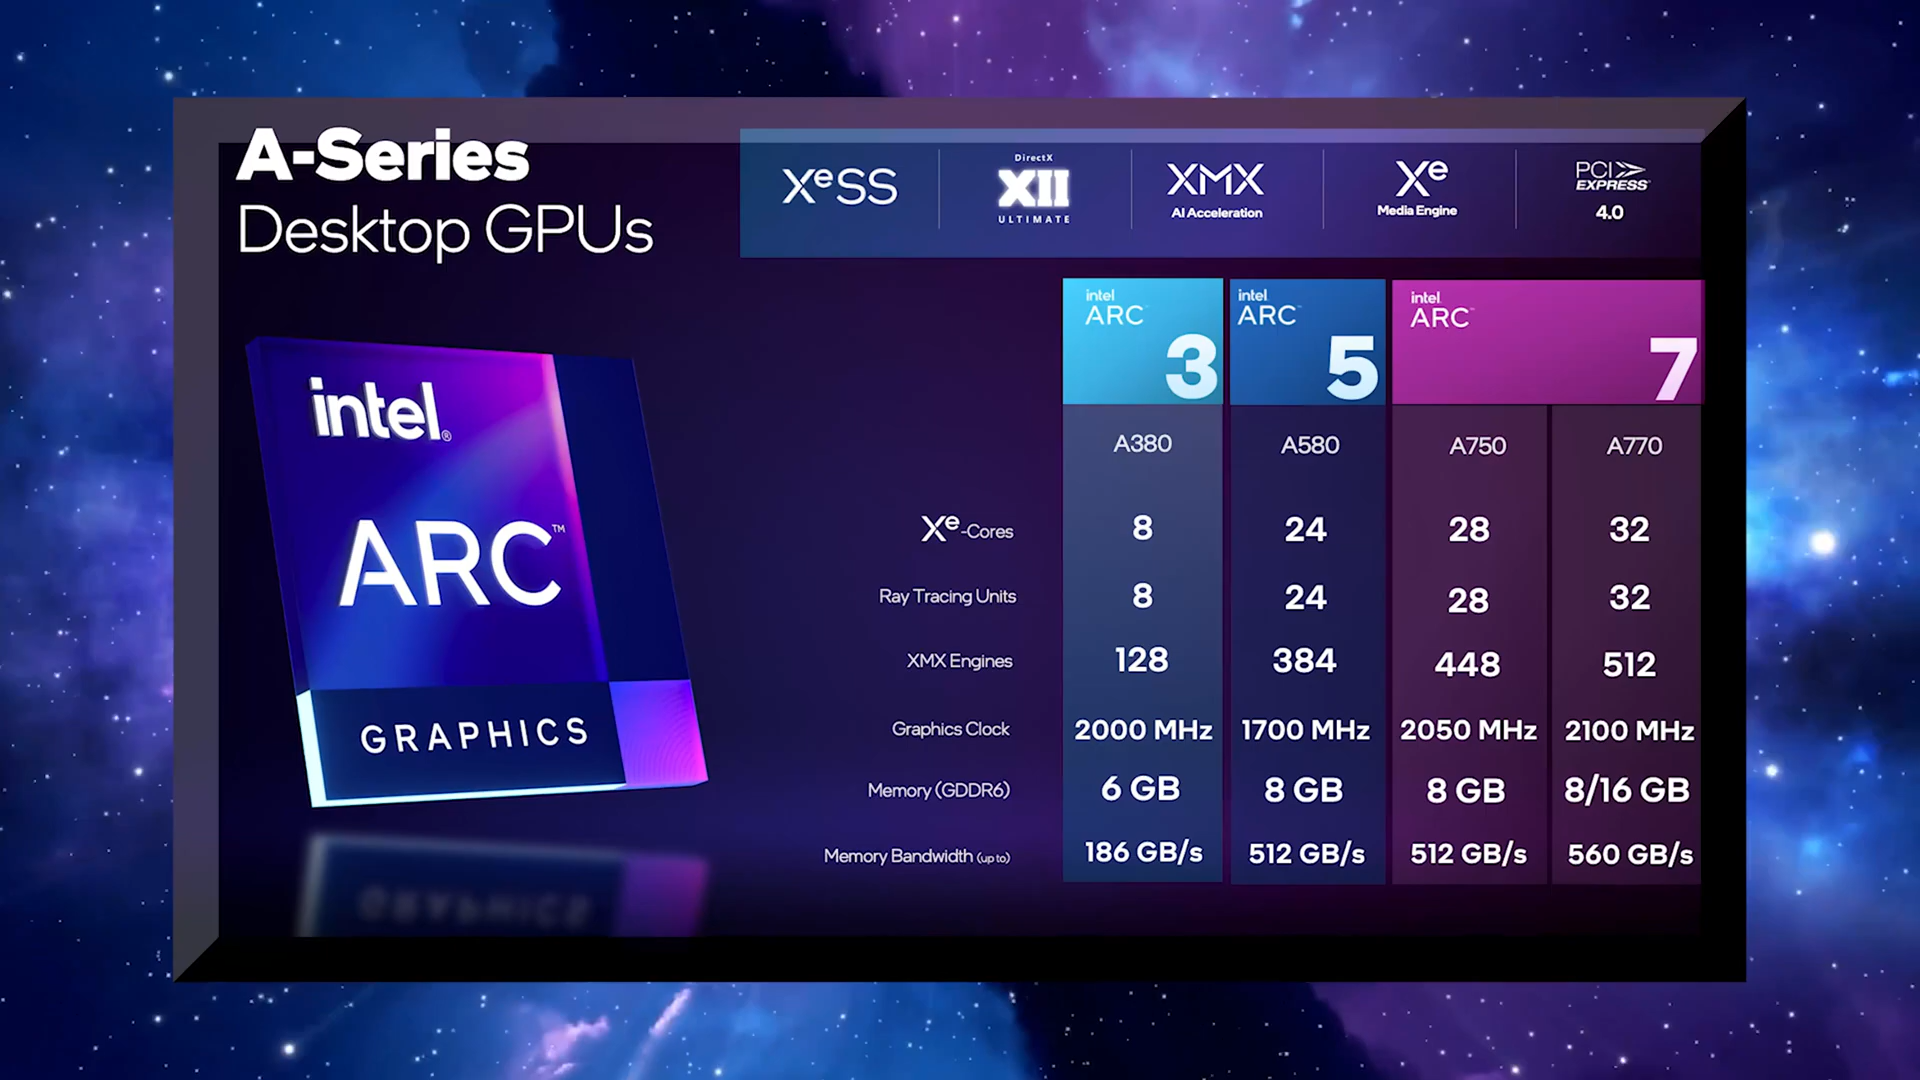 A-Series
Desktop GPUs
XeSS
DirectX
XII
ULTIMATE
XMX
AI Acceleration
Xe
Media Engine
PCI
EXPRESS®
4.0
intel®
ARC™
GRAPHICS
intel
ARC™
3
intel
ARC™
5
intel
ARC™
7
A380 A580 A750 A770
Xe-Cores 8 24 28 32
Ray Tracing Units 8 24 28 32
XMX Engines 128 384 448 512
Graphics Clock 2000 MHz 1700 MHz 2050 MHz 2100 MHz
Memory (GDDR6) 6 GB 8 GB 8 GB 8/16 GB
Memory Bandwidth (up to) 186 GB/s 512 GB/s 512 GB/s 560 GB/s